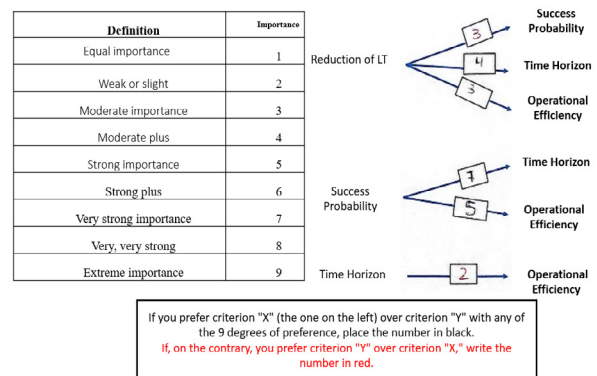 Definition Importance
Equal importance 1
Weak or slight 2
Moderate importance 3
Moderate plus 4
Strong importance 5
Strong plus 6
Very strong importance 7
Very, very strong 8
Extreme importance 9
Reduction of LT
3
Success
Probability
4
Time Horizon
3
Operational
Efficiency
Success
Probability
7
Time Horizon
5
Operational
Efficiency
Time Horizon
2
Operational
Efficiency
If you prefer criterion "X" (the one on the left) over criterion "Y" with any of
the 9 degrees of preference, place the number in black.
If, on the contrary, you prefer criterion "Y" over criterion "X," write the
number in red.